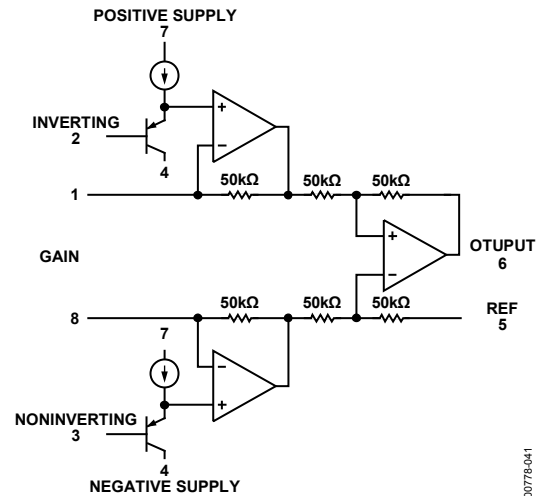 POSITIVE SUPPLY
7
INVERTING
2
+
−
4
1
50kΩ 50kΩ 50kΩ
+
−
OTUPUT
6
GAIN
50kΩ 50kΩ 50kΩ
8
REF
5
7
−
+
NONINVERTING
3
4
NEGATIVE SUPPLY
00778-041